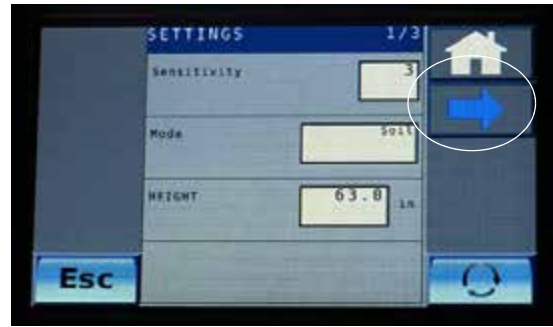 SETTINGS 1/3
Sensitivity 3
Mode Soil
HEIGHT 63.0 in
Esc